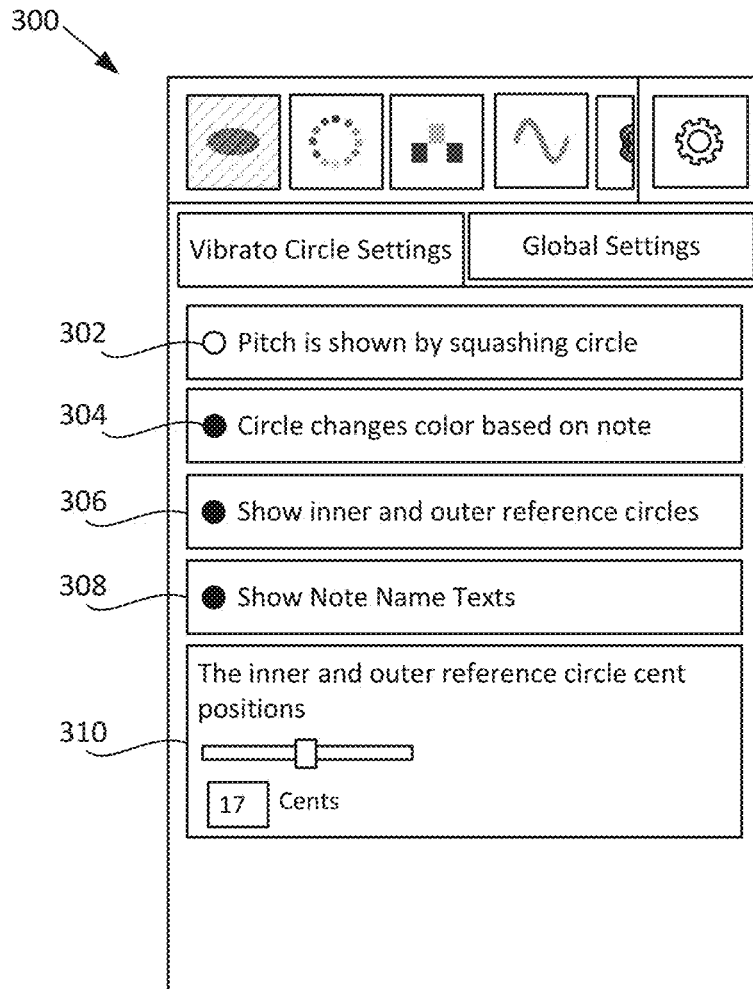 300
Vibrato Circle Settings
Global Settings
302
Pitch is shown by squashing circle
304
Circle changes color based on note
306
Show inner and outer reference circles
308
Show Note Name Texts
The inner and outer reference circle cent
positions
310
17 Cents